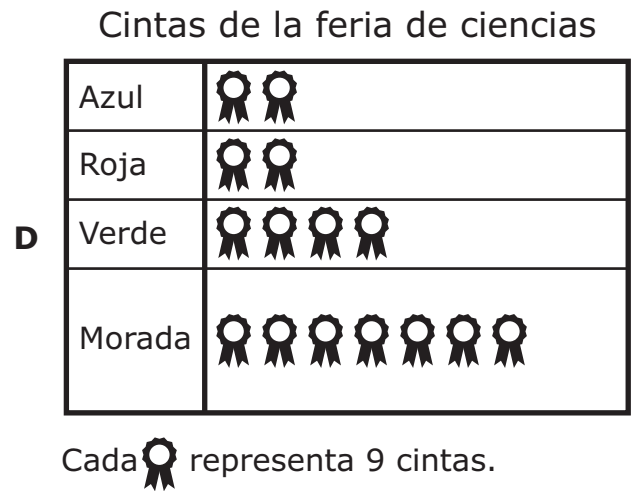 Cintas de la feria de ciencias
Azul
Roja
D
Verde
Morada
Cada representa 9 cintas.